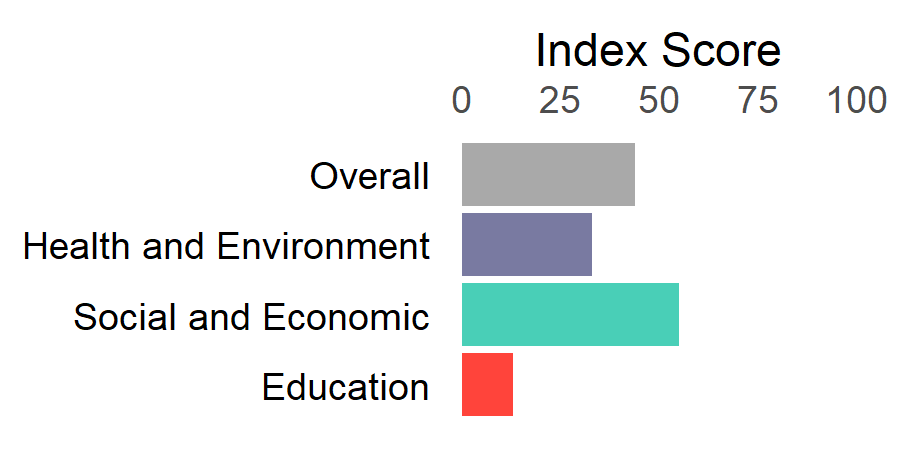 Index Score
0 25 50 75 100
Overall
Health and Environment
Social and Economic
Education